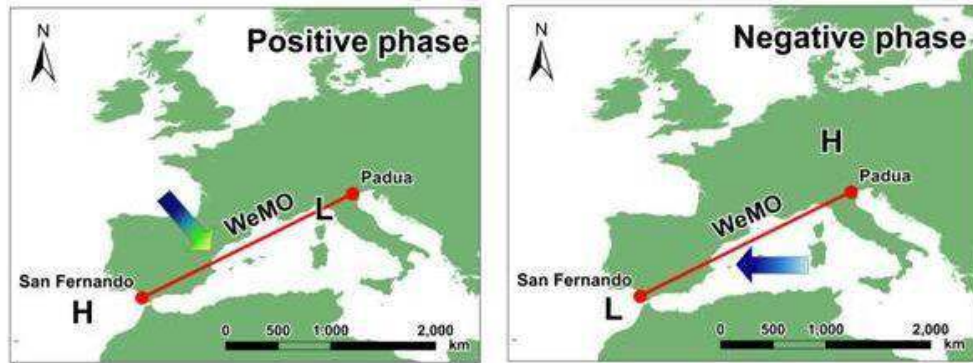 N
Positive phase
Padua
L
WeMO
San Fernando
H
0 500 1:000 2,000
km
N
Negative phase
H
Padua
WeMO
San Fernando
L
0 500 1,000 2,000
km